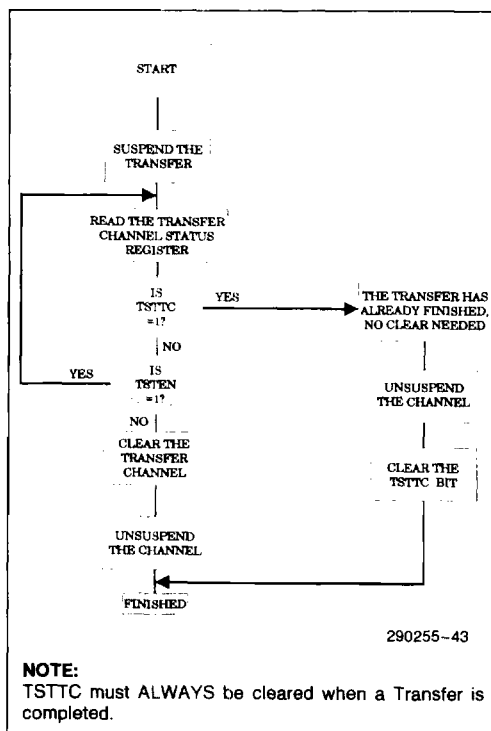 START
SUSPEND THE
TRANSFER
READ THE TRANSFER
CHANNEL STATUS
REGISTER
IS
TSTTC
=1?
YES
THE TRANSFER HAS
ALREADY FINISHED,
NO CLEAR NEEDED
NO
YES
IS
TSTEN
=1?
UNSUSPEND
THE CHANNEL
NO
CLEAR THE
TRANSFER
CHANNEL
CLEAR THE
TSTTC BIT
UNSUSPEND
THE CHANNEL
FINISHED
290255-43
NOTE:
TSTTC must ALWAYS be cleared when a Transfer is
completed.